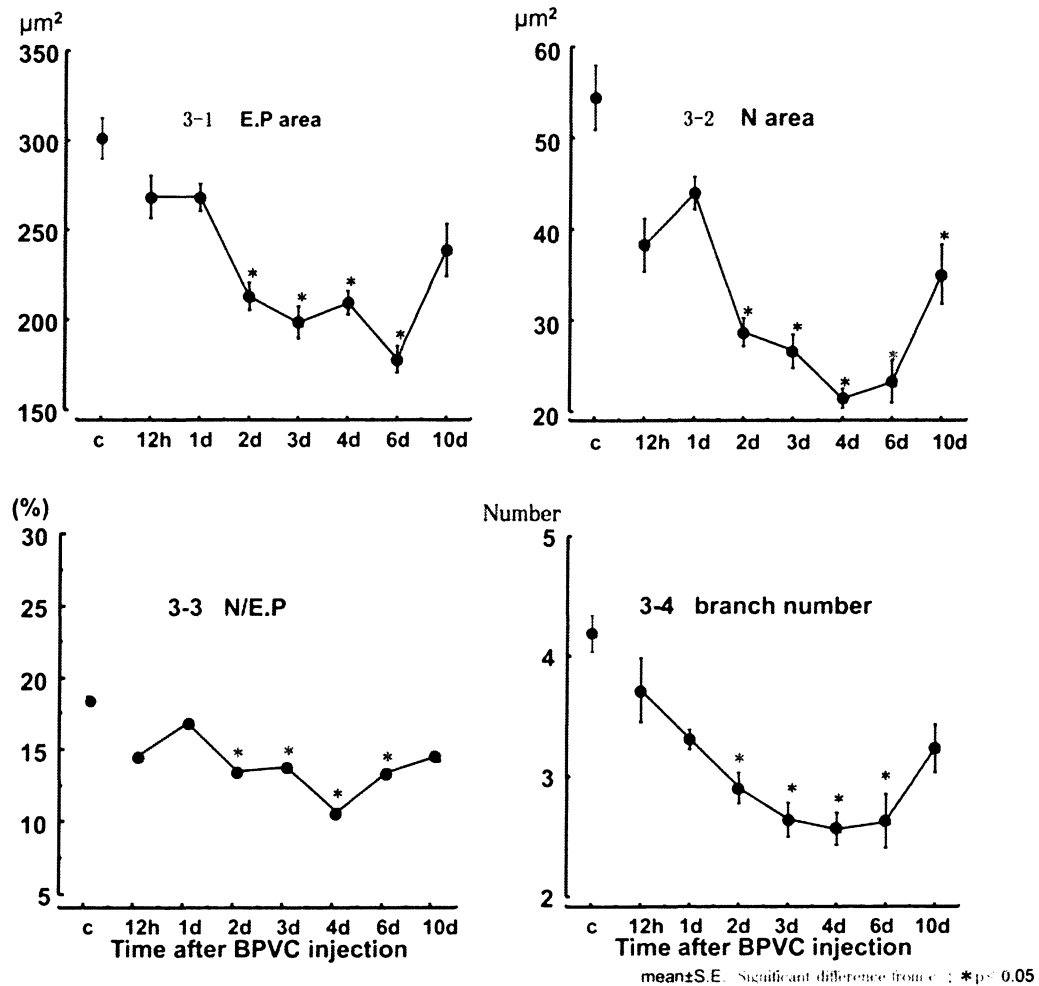 µm²
350
300
250
200
150
3-1 E.P area
* * * *
c 12h 1d 2d 3d 4d 6d 10d
µm²
60
50
40
30
20
3-2 N area
* * * * *
c 12h 1d 2d 3d 4d 6d 10d
(%)
30
25
20
15
10
5
3-3 N/E.P
* * * *
c 12h 1d 2d 3d 4d 6d 10d
Time after BPVC injection
Number
5
4
3
2
3-4 branch number
* * * *
c 12h 1d 2d 3d 4d 6d 10d
Time after BPVC injection
mean±S.E. Significant difference from c ; *p< 0.05